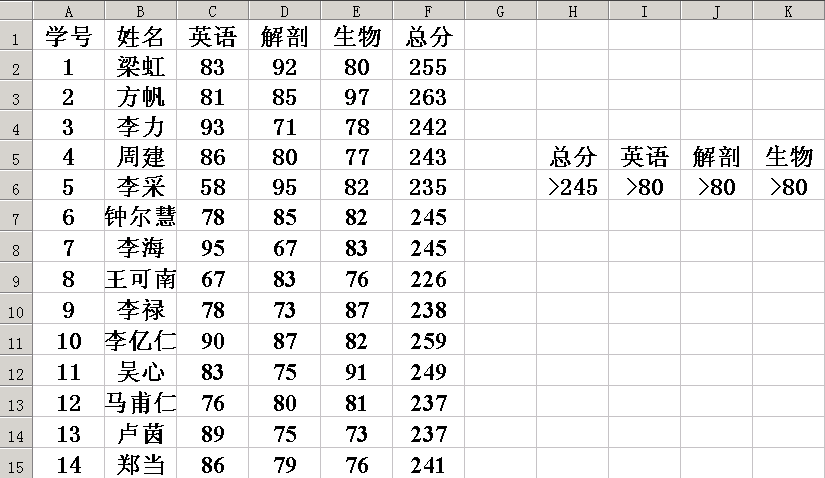 A B C D E F G H I J K
1 学号 姓名 英语 解剖 生物 总分
2 1 梁虹 83 92 80 255
3 2 方帆 81 85 97 263
4 3 李力 93 71 78 242
5 4 周建 86 80 77 243 总分 英语 解剖 生物
6 5 李采 58 95 82 235 >245 >80 >80 >80
7 6 钟尔慧 78 85 82 245
8 7 李海 95 67 83 245
9 8 王可南 67 83 76 226
10 9 李禄 78 73 87 238
11 10 李亿仁 90 87 82 259
12 11 吴心 83 75 91 249
13 12 马甫仁 76 80 81 237
14 13 卢茵 89 75 73 237
15 14 郑当 86 79 76 241